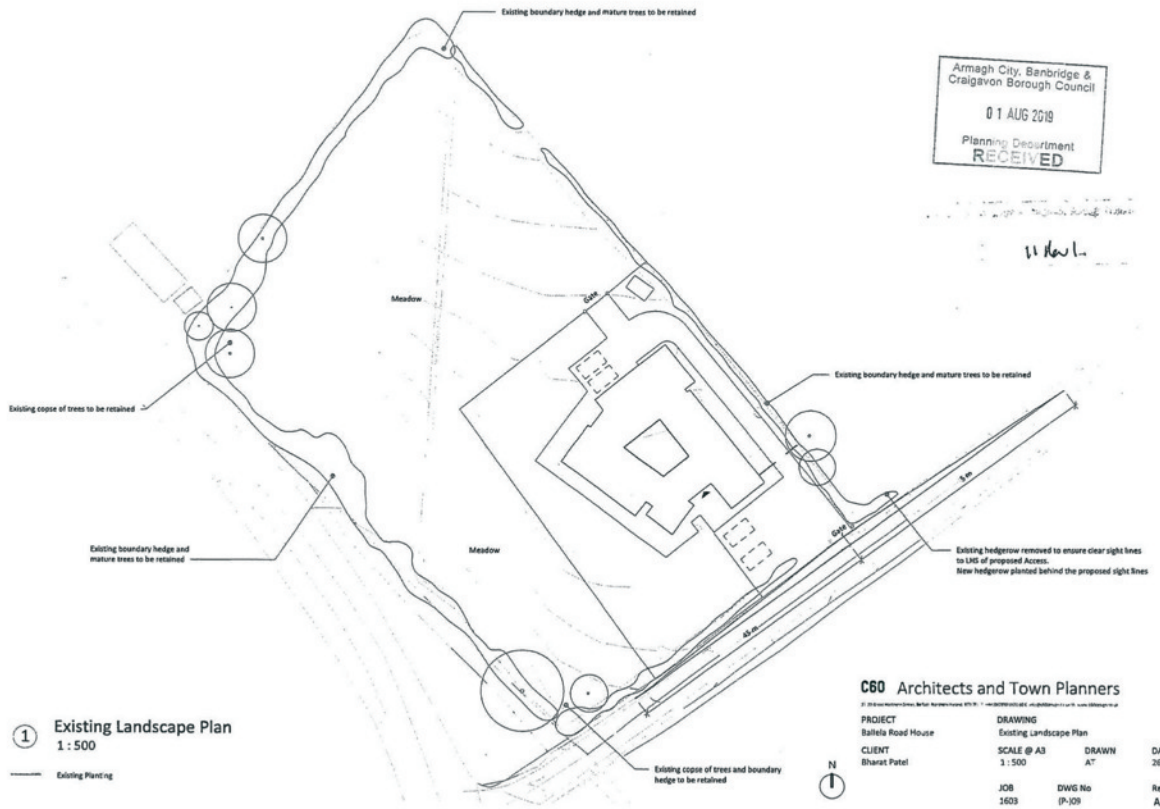 Existing boundary hedge and mature trees to be retained
Armagh City, Banbridge &
Craigavon Borough Council
01 AUG 2019
Planning Department
RECEIVED
Meadow
Gate
Existing boundary hedge and mature trees to be retained
Existing copse of trees to be retained
5 m
Gate
Existing boundary hedge and
mature trees to be retained
Meadow
Existing hedgerow removed to ensure clear sight lines
to LHS of proposed Access.
New hedgerow planted behind the proposed sight lines
45 m
C60 Architects and Town Planners
1 Existing Landscape Plan
1 : 500
Existing Planting
Existing copse of trees and boundary
hedge to be retained
N
PROJECT
Ballela Road House
DRAWING
Existing Landscape Plan
CLIENT
Bharat Patel
SCALE @ A3
1 : 500
DRAWN
AT
JOB
1603
DWG No
(P-)09